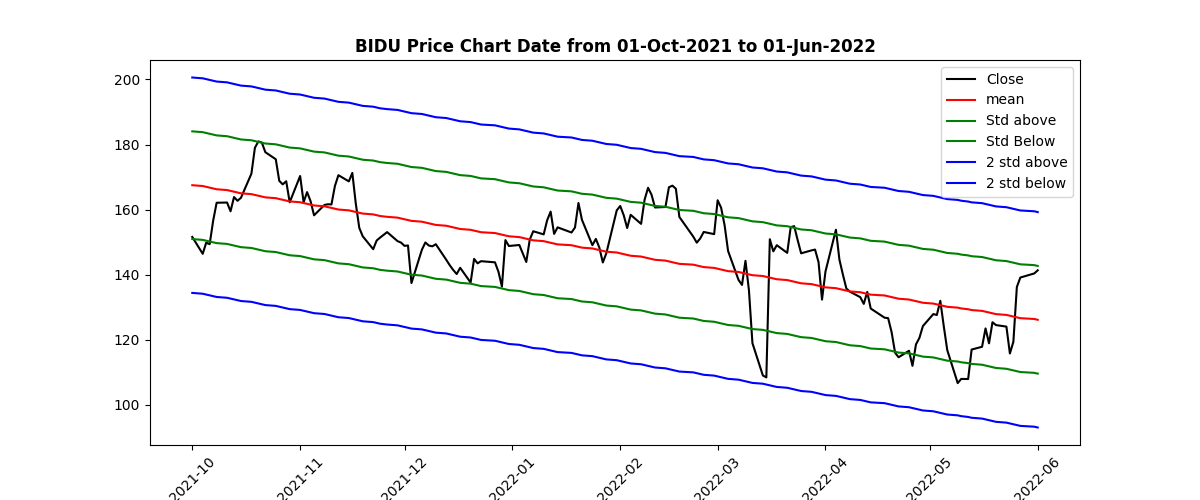 BIDU Price Chart Date from 01-Oct-2021 to 01-Jun-2022
200
180
160
140
120
100
Close
mean
Std above
Std Below
2 std above
2 std below
2021-10
2021-11
2021-12
2022-01
2022-02
2022-03
2022-04
2022-05
2022-06